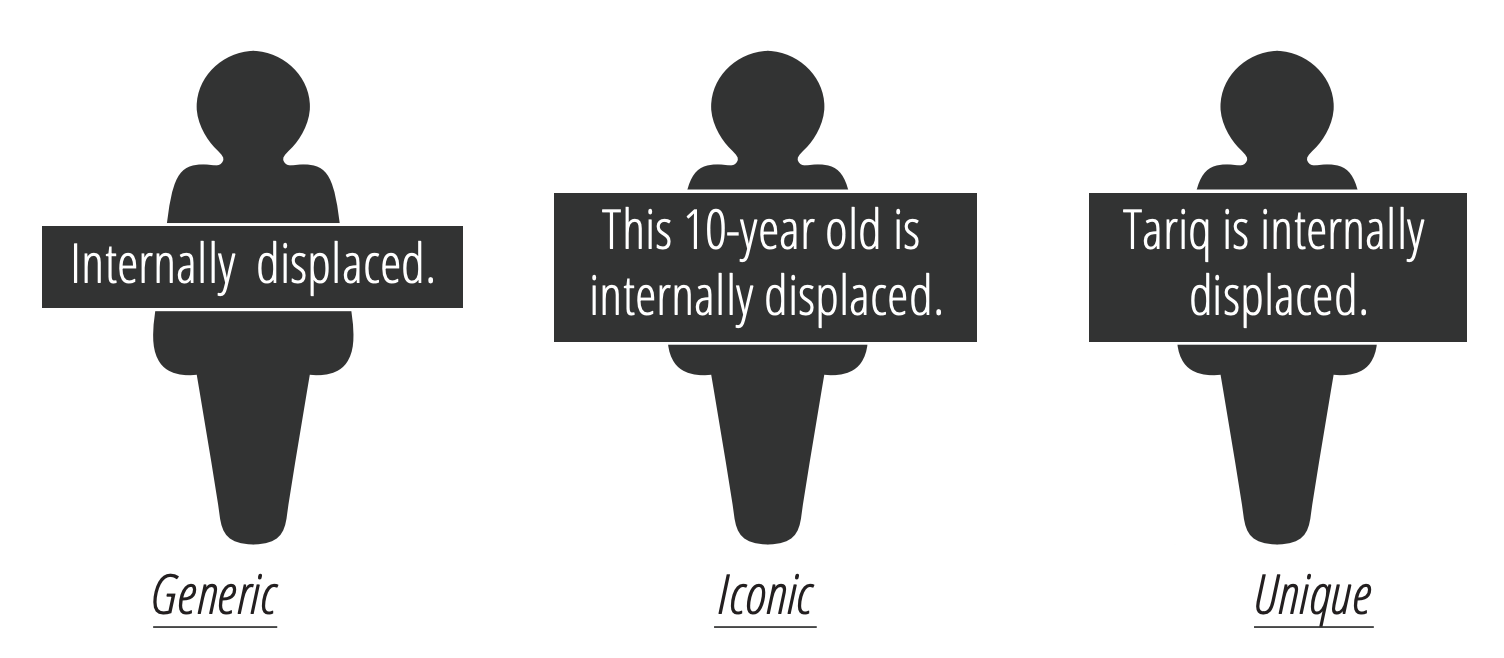 Internally displaced.
This 10-year old is
internally displaced.
Tariq is internally
displaced.
Generic
Iconic
Unique